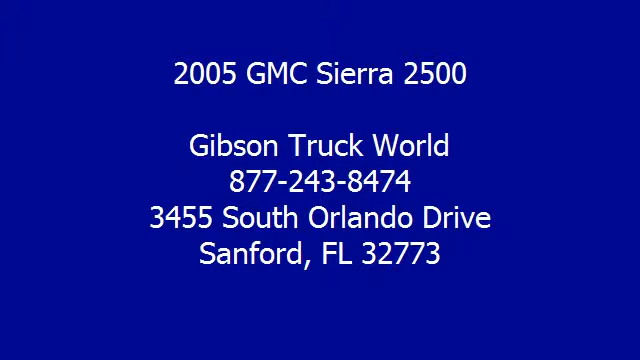 2005 GMC Sierra 2500
Gibson Truck World
877-243-8474
3455 South Orlando Drive
Sanford, FL 32773